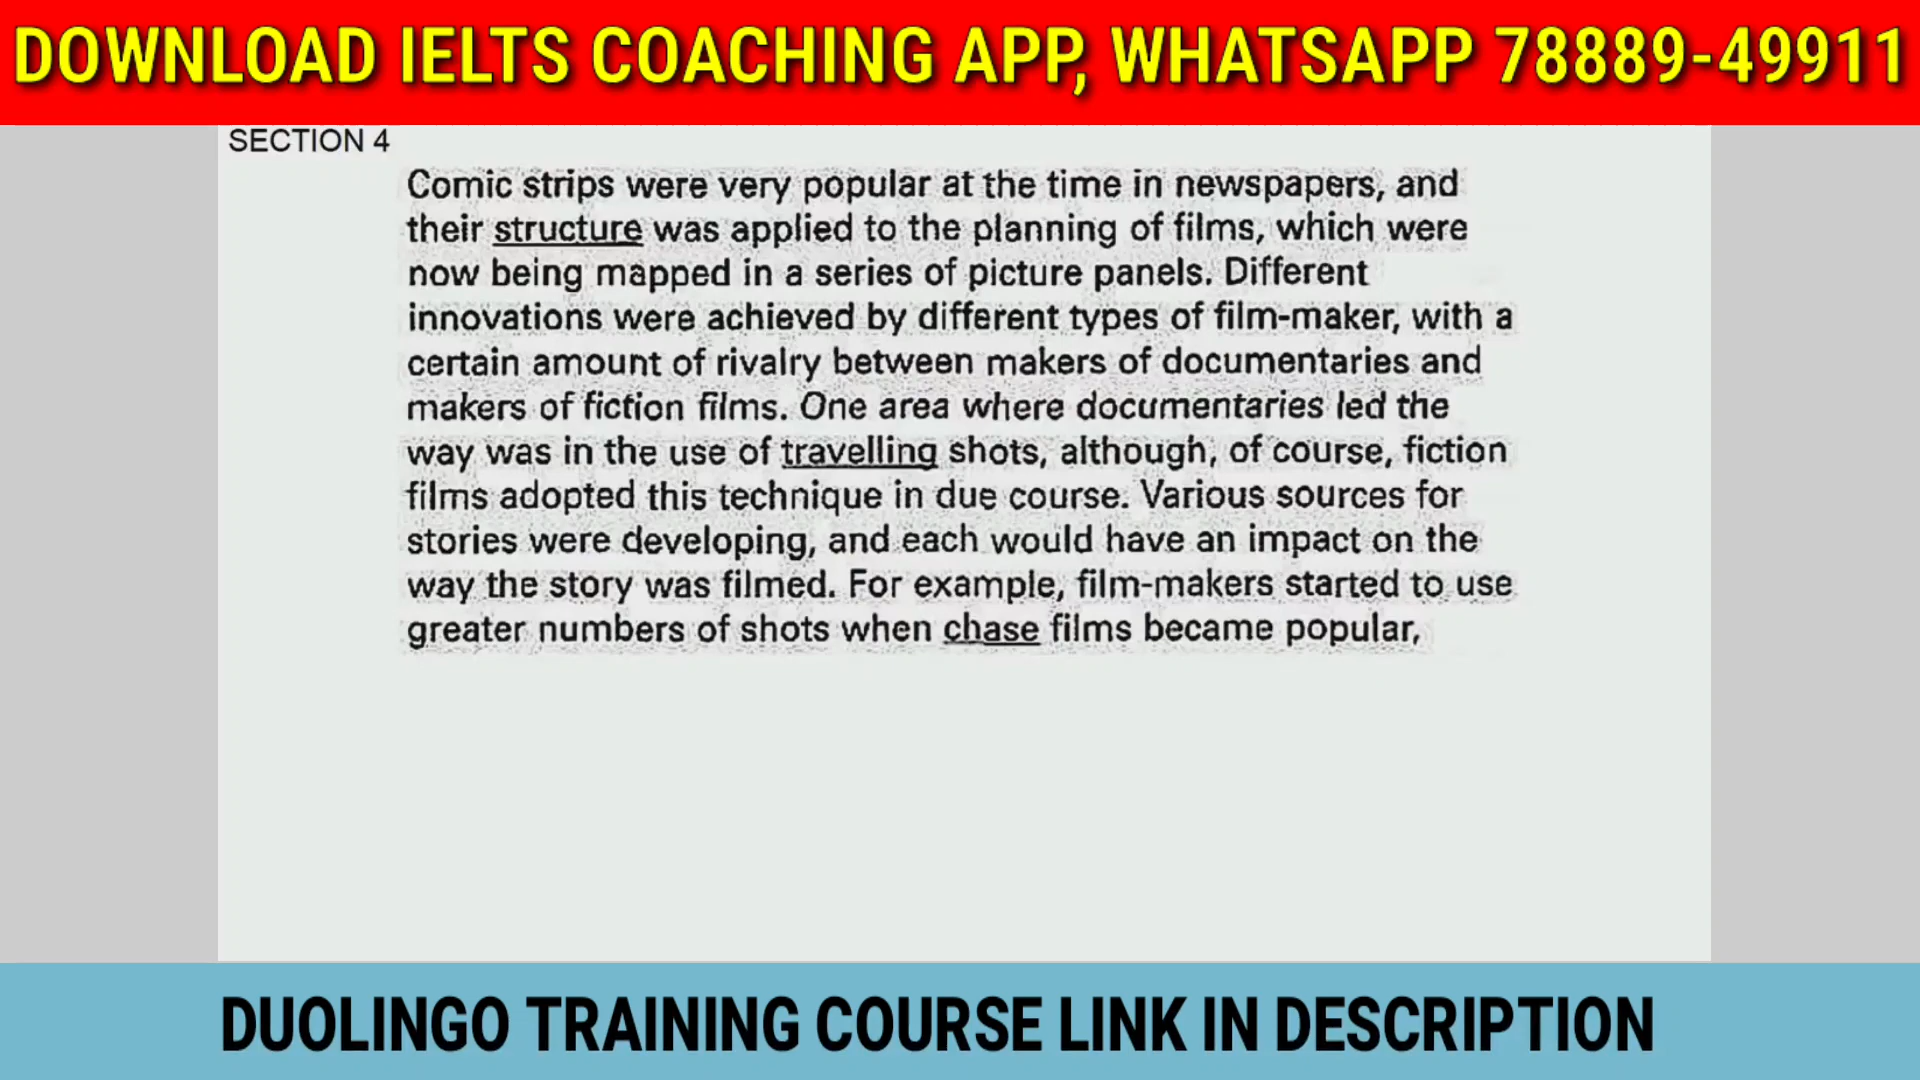 DOWNLOAD IELTS COACHING APP, WHATSAPP 78889-49911
SECTION 4
Comic strips were very popular at the time in newspapers, and
their structure was applied to the planning of films, which were
now being mapped in a series of picture panels. Different
innovations were achieved by different types of film-maker, with a
certain amount of rivalry between makers of documentaries and
makers of fiction films. One area where documentaries led the
way was in the use of travelling shots, although, of course, fiction
films adopted this technique in due course. Various sources for
stories were developing, and each would have an impact on the
way the story was filmed. For example, film-makers started to use
greater numbers of shots when chase films became popular,
DUOLINGO TRAINING COURSE LINK IN DESCRIPTION